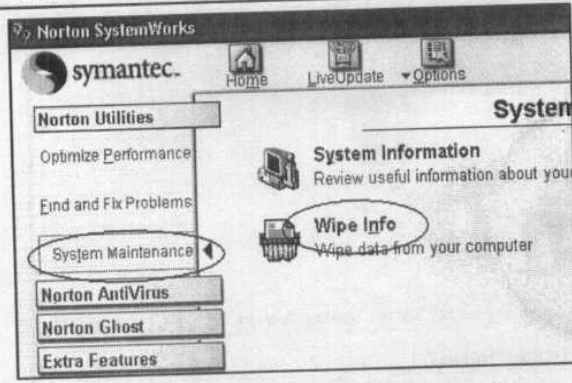 Norton SystemWorks
symantec.
Home LiveUpdate Options
Norton Utilities
Optimize Performance
Find and Fix Problems
System Maintenance
Norton AntiVirus
Norton Ghost
Extra Features
System
System Information
Review useful information about your
Wipe Info
Wipe data from your computer